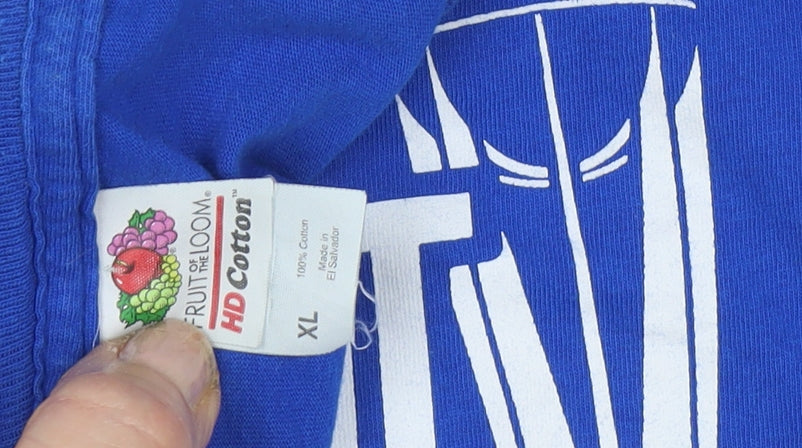 FRUIT OF THE LOOM®
HD Cotton™
100% Cotton
Made in
El Salvador
XL